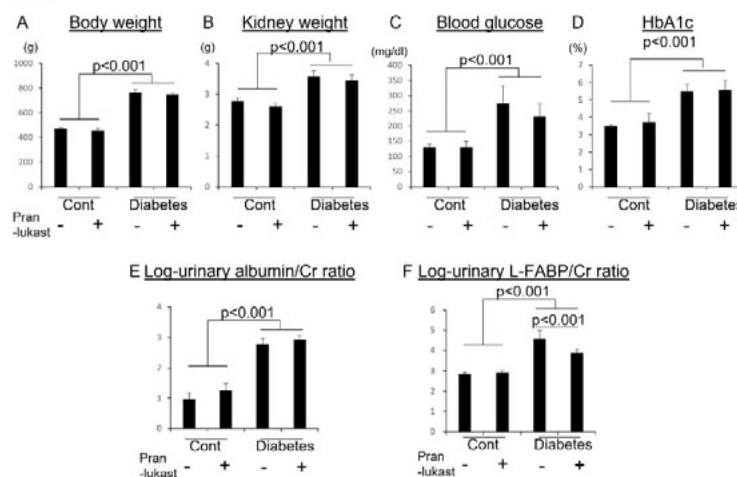 A Body weight
(g)
p<0.001
1000
800
600
400
200
0
Cont
Diabetes
Pran
-lukast
- + - +
B Kidney weight
(g)
p<0.001
4
3
2
1
0
Cont
Diabetes
- + - +
C Blood glucose
(mg/dl)
p<0.001
400
350
300
250
200
150
100
50
0
Cont
Diabetes
- + - +
D HbA1c
(%)
p<0.001
7
6
5
4
3
2
1
0
Cont
Diabetes
- + - +
E Log-urinary albumin/Cr ratio
p<0.001
4
3
2
1
0
Cont
Diabetes
Pran
-lukast
- + - +
F Log-urinary L-FABP/Cr ratio
p<0.001
p<0.001
6
5
4
3
2
1
0
Cont
Diabetes
Pran
-lukast
- + - +